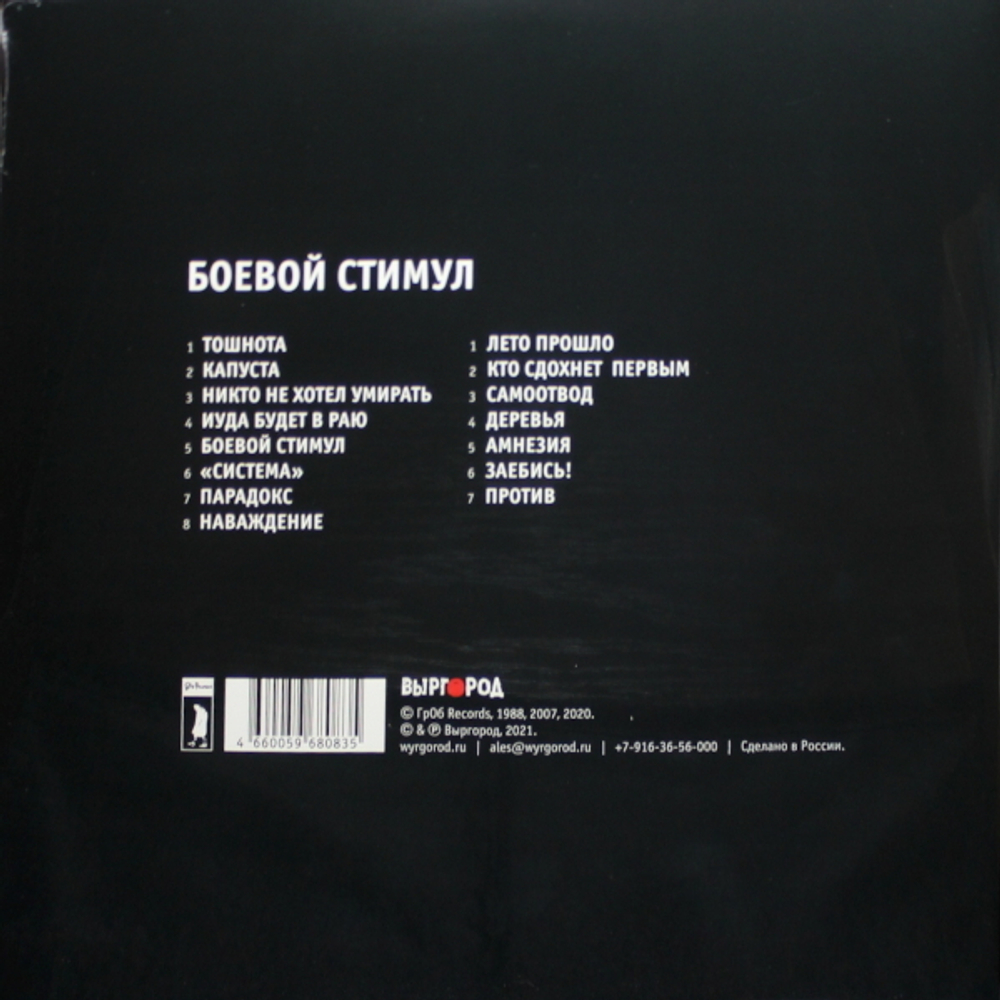 БОЕВОЙ СТИМУЛ
1 ТОШНОТА
2 КАПУСТА
3 НИКТО НЕ ХОТЕЛ УМИРАТЬ
4 ИУДА БУДЕТ В РАЮ
5 БОЕВОЙ СТИМУЛ
6 «СИСТЕМА»
7 ПАРАДОКС
8 НАВАЖДЕНИЕ
1 ЛЕТО ПРОШЛО
2 КТО СДОХНЕТ ПЕРВЫМ
3 САМООТВОД
4 ДЕРЕВЬЯ
5 АМНЕЗИЯ
6 ЗАЕБИСЬ!
7 ПРОТИВ
4 660059 680835
ВЫРГОРОД
© ГрОб Records, 1988, 2007, 2020.
© & ℗ Выргород, 2021.
wyrgorod.ru | ales@wyrgorod.ru | +7-916-36-56-000 | Сделано в России.